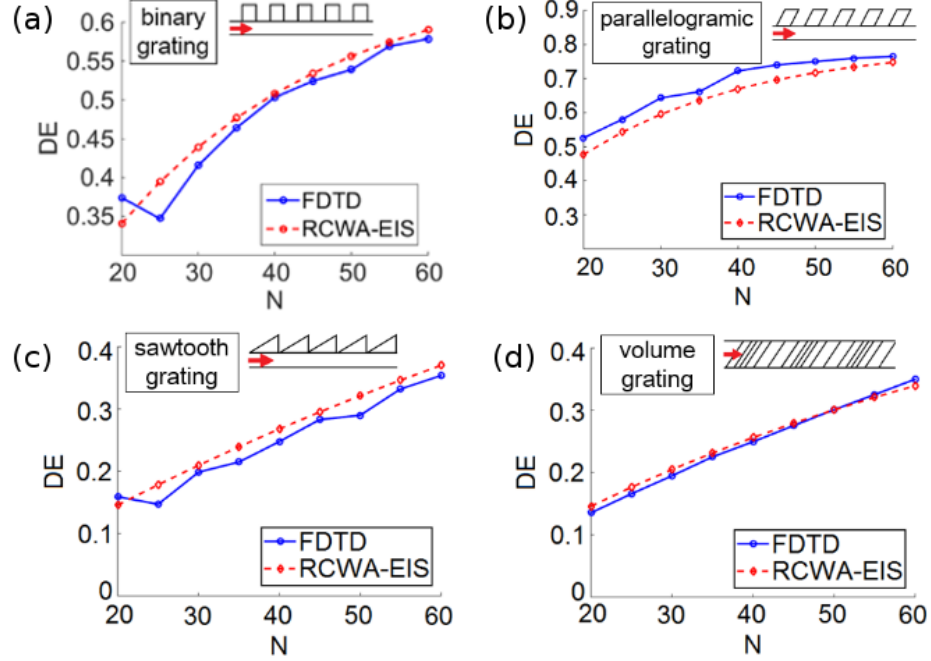 (a)
binary
grating
0.6
0.55
0.5
0.45
0.4
0.35
DE
FDTD
RCWA-EIS
20 30 40 50 60
N
(b)
parallelogramic
grating
0.9
0.8
0.7
0.6
0.5
0.4
0.3
DE
FDTD
RCWA-EIS
20 30 40 50 60
N
(c)
sawtooth
grating
0.4
0.3
0.2
0.1
0
DE
FDTD
RCWA-EIS
20 30 40 50 60
N
(d)
volume
grating
0.4
0.3
0.2
0.1
0
DE
FDTD
RCWA-EIS
20 30 40 50 60
N